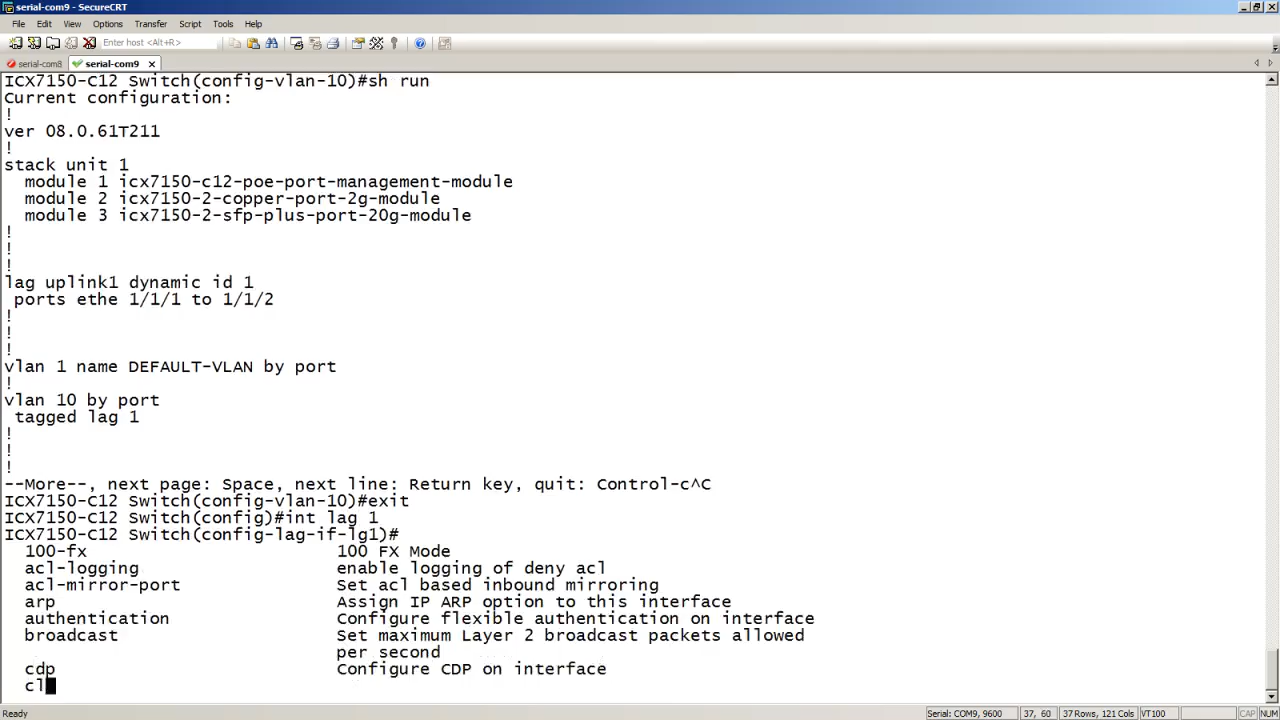 serial-com9 - SecureCRT
File Edit View Options Transfer Script Tools Help
Enter host <Alt+R>
serial-com8 serial-com9
ICX7150-C12 Switch(config-vlan-10)#sh run
Current configuration:
!
ver 08.0.61T211
!
stack unit 1
  module 1 icx7150-c12-poe-port-management-module
  module 2 icx7150-2-copper-port-2g-module
  module 3 icx7150-2-sfp-plus-port-20g-module
!
!
!
lag uplink1 dynamic id 1
 ports ethe 1/1/1 to 1/1/2
!
!
!
vlan 1 name DEFAULT-VLAN by port
!
vlan 10 by port
 tagged lag 1
!
!
!
--More--, next page: Space, next line: Return key, quit: Control-c^C
ICX7150-C12 Switch(config-vlan-10)#exit
ICX7150-C12 Switch(config)#int lag 1
ICX7150-C12 Switch(config-lag-if-lg1)#
  100-fx                        100 FX Mode
  acl-logging                   enable logging of deny acl
  acl-mirror-port               Set acl based inbound mirroring
  arp                           Assign IP ARP option to this interface
  authentication                Configure flexible authentication on interface
  broadcast                     Set maximum Layer 2 broadcast packets allowed
                                per second
  cdp                           Configure CDP on interface
  cl
Ready Serial: COM9, 9600 37, 60 37 Rows, 121 Cols VT100 CAP NUM